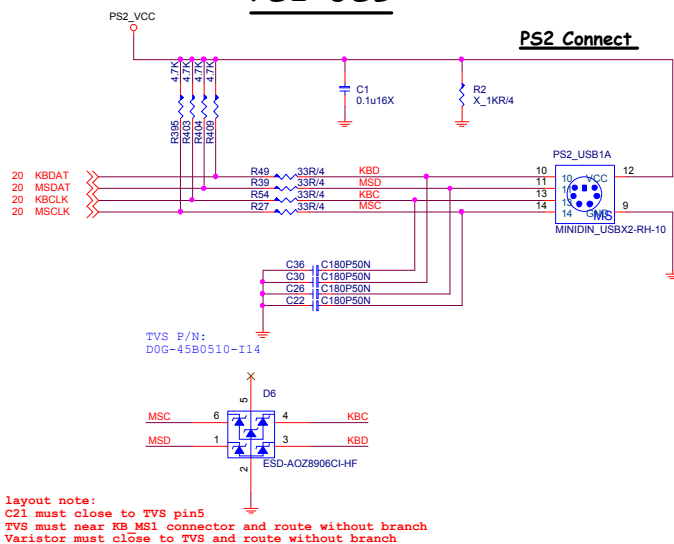 PS2_VCC
PS2 Connect
4.7K
4.7K
4.7K
4.7K
R395
R403
R404
R409
C1
0.1u16X
R2
X_1KR/4
PS2_USB1A
20 KBDAT
20 MSDAT
20 KBCLK
20 MSCLK
R49 33R/4 KBD
R39 33R/4 MSD
R54 33R/4 KBC
R27 33R/4 MSC
10
11
13
14
10 VCC
11
13
14 GND
MS
12
9
MINIDIN_USBX2-RH-10
C36 C180P50N
C30 C180P50N
C26 C180P50N
C22 C180P50N
TVS P/N:
D0G-45B0510-I14
D6
5
MSC 6 4 KBC
MSD 1 3 KBD
2
ESD-AOZ8906CI-HF
layout note:
C21 must close to TVS pin5
TVS must near KB_MS1 connector and route without branch
Varistor must close to TVS and route without branch